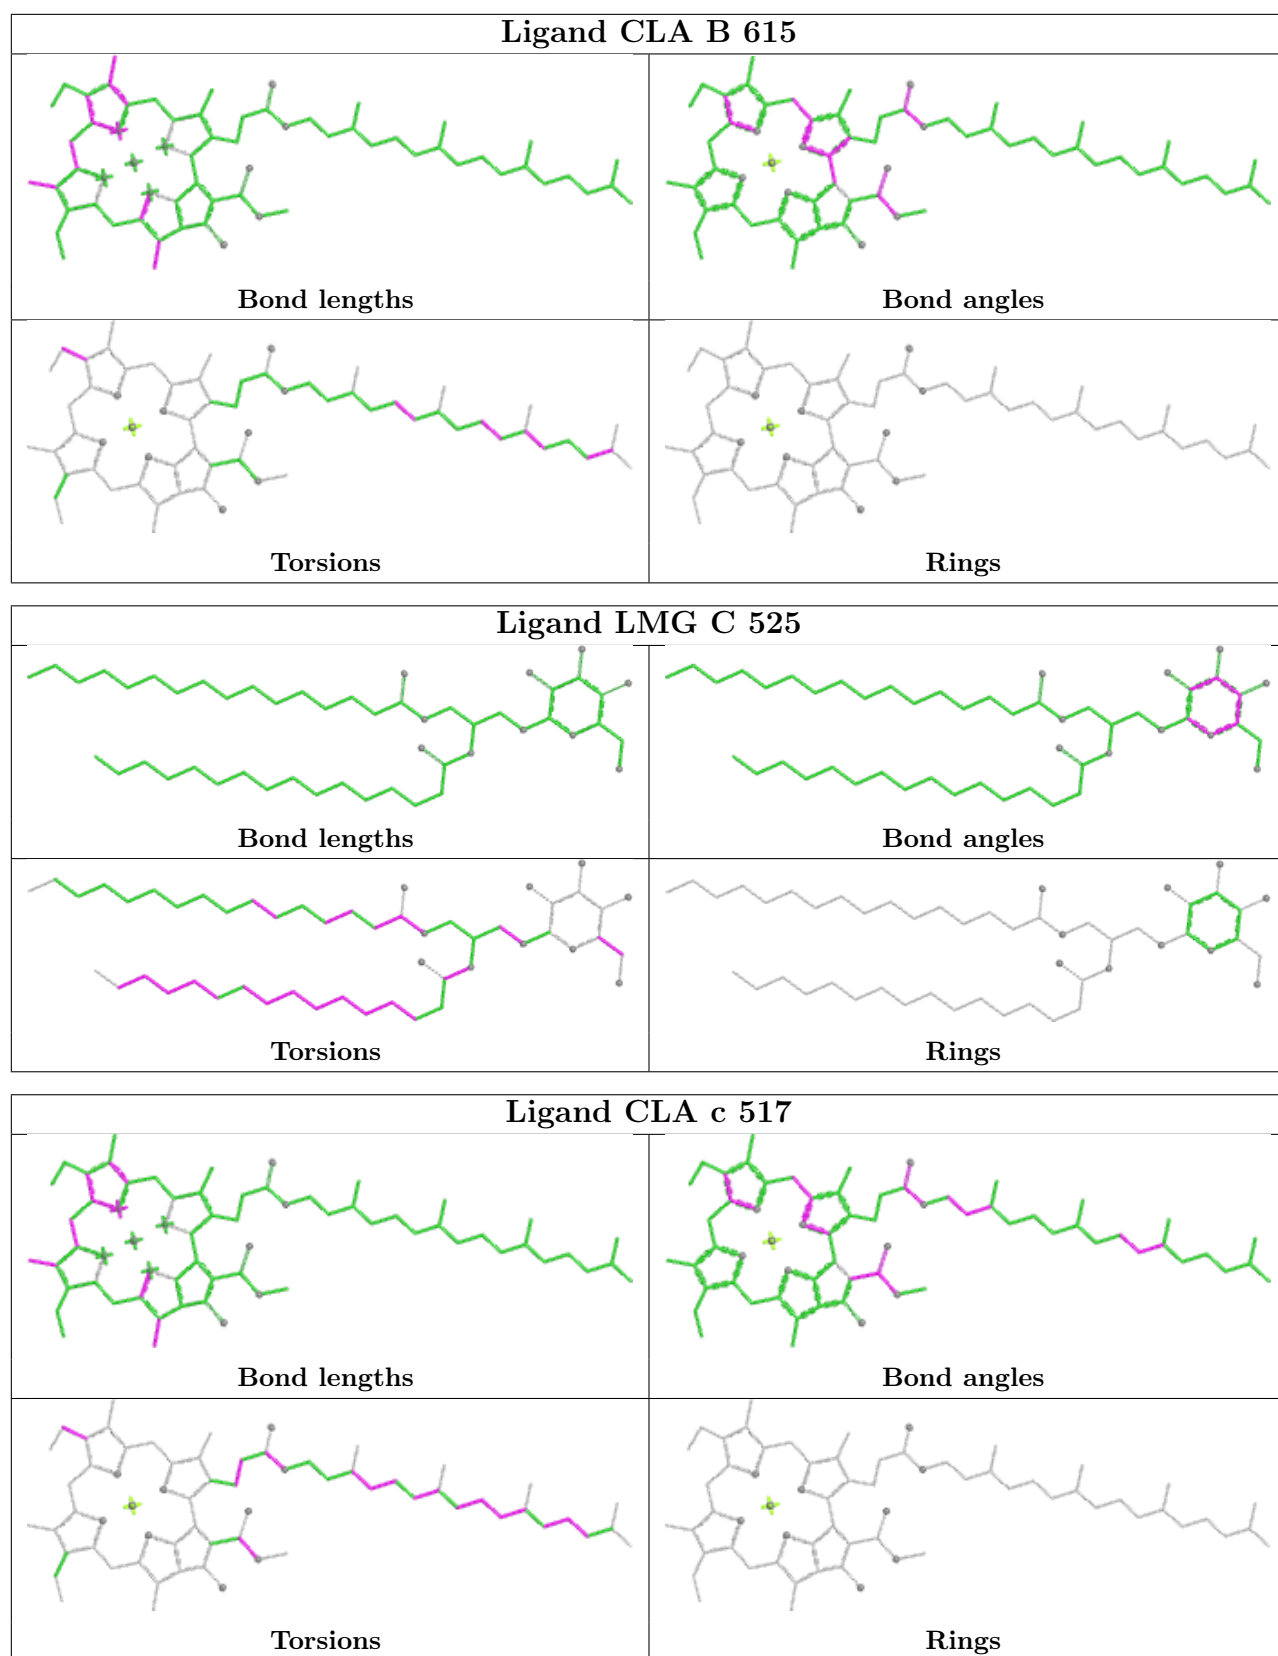 Ligand CLA B 615
Bond lengths
Bond angles
Torsions
Rings
Ligand LMG C 525
Bond lengths
Bond angles
Torsions
Rings
Ligand CLA c 517
Bond lengths
Bond angles
Torsions
Rings